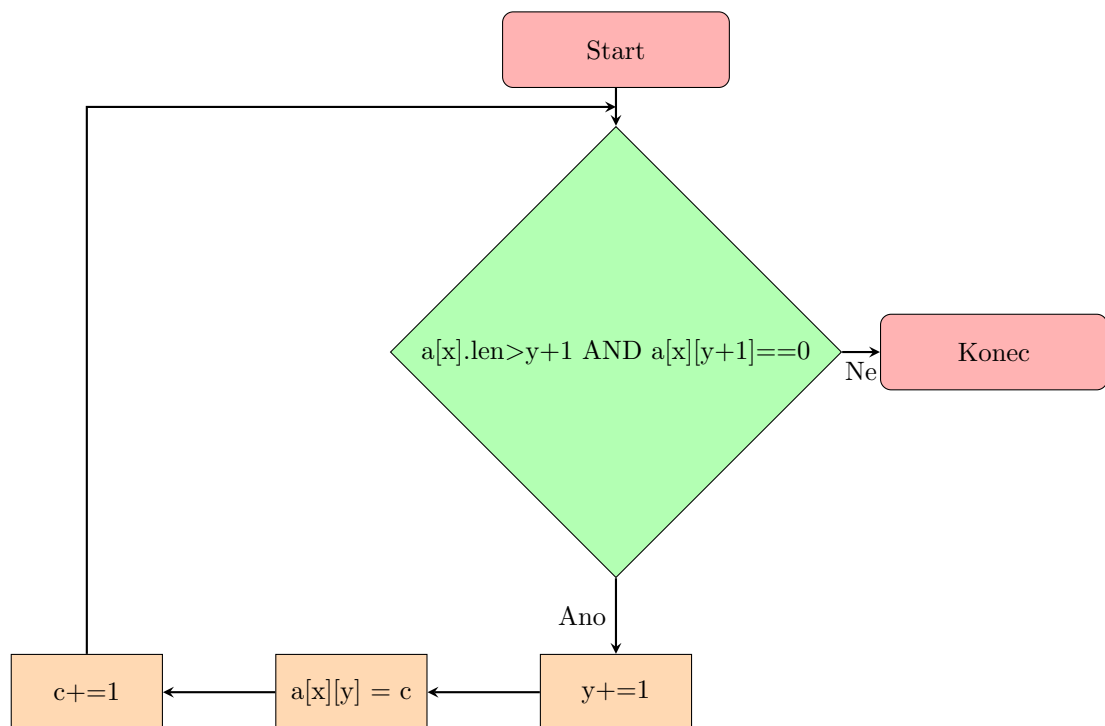 Start
a[x].len>y+1 AND a[x][y+1]==0
Ne
Konec
Ano
c+=1
a[x][y] = c
y+=1